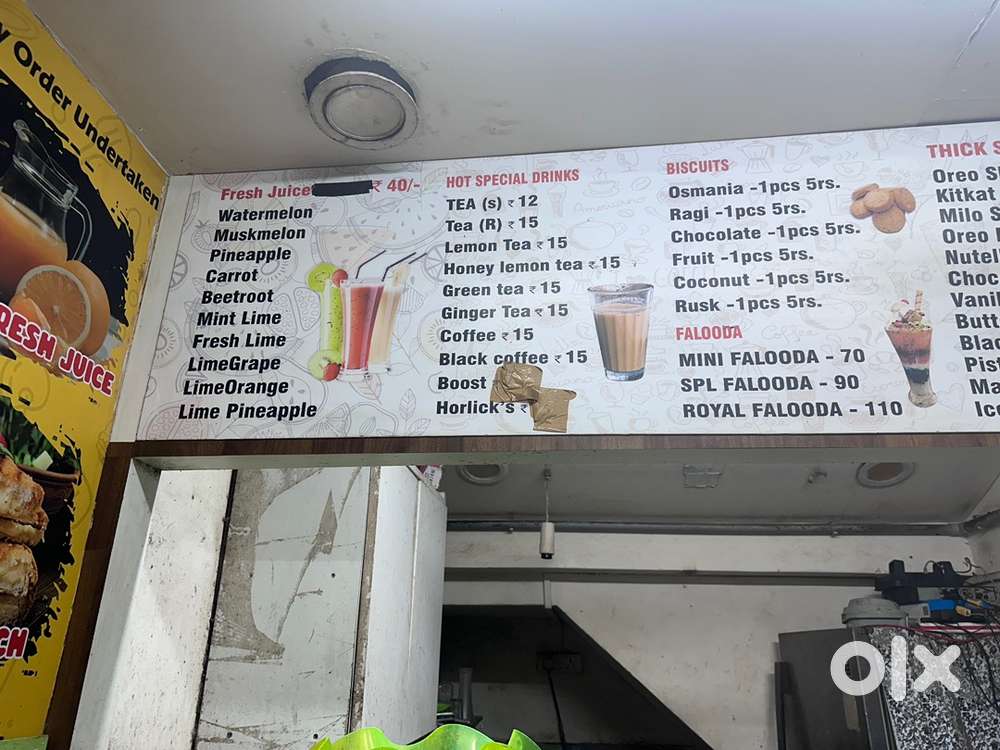 y Order Undertaken
RESH JUICE
CH
Fresh Juice ₹ 40/-
Watermelon
Muskmelon
Pineapple
Carrot
Beetroot
Mint Lime
Fresh Lime
LimeGrape
LimeOrange
Lime Pineapple
HOT SPECIAL DRINKS
TEA (s) ₹ 12
Tea (R) ₹ 15
Lemon Tea ₹ 15
Honey lemon tea ₹ 15
Green tea ₹ 15
Ginger Tea ₹ 15
Coffee ₹ 15
Black coffee ₹ 15
Boost
Horlick's ₹
BISCUITS
Osmania -1pcs 5rs.
Ragi -1pcs 5rs.
Chocolate -1pcs 5rs.
Fruit -1pcs 5rs.
Coconut -1pcs 5rs.
Rusk -1pcs 5rs.
FALOODA
MINI FALOODA - 70
SPL FALOODA - 90
ROYAL FALOODA - 110
THICK S
Oreo S
Kitkat
Milo S
Oreo
Nutel
Choc
Vanil
Butt
Blac
Pist
Ma
Ice
olx